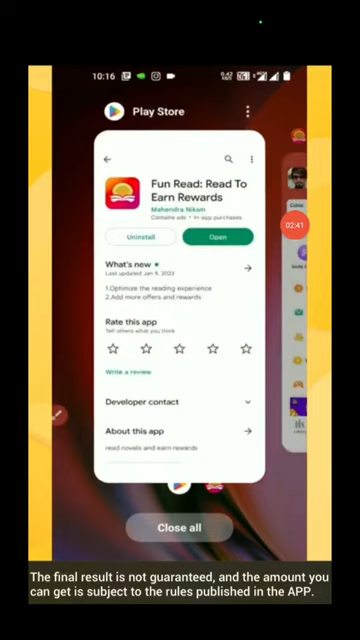 10:16
Play Store
Fun Read: Read To
Earn Rewards
Mahendra Nikam
Contains ads • In-app purchases
Uninstall
Open
02:41
What's new
Last updated Jan 9, 2023
1.Optimize the reading experience
2.Add more offers and rewards
Rate this app
Tell others what you think
Write a review
Developer contact
About this app
read novels and earn rewards
Close all
The final result is not guaranteed, and the amount you
can get is subject to the rules published in the APP.